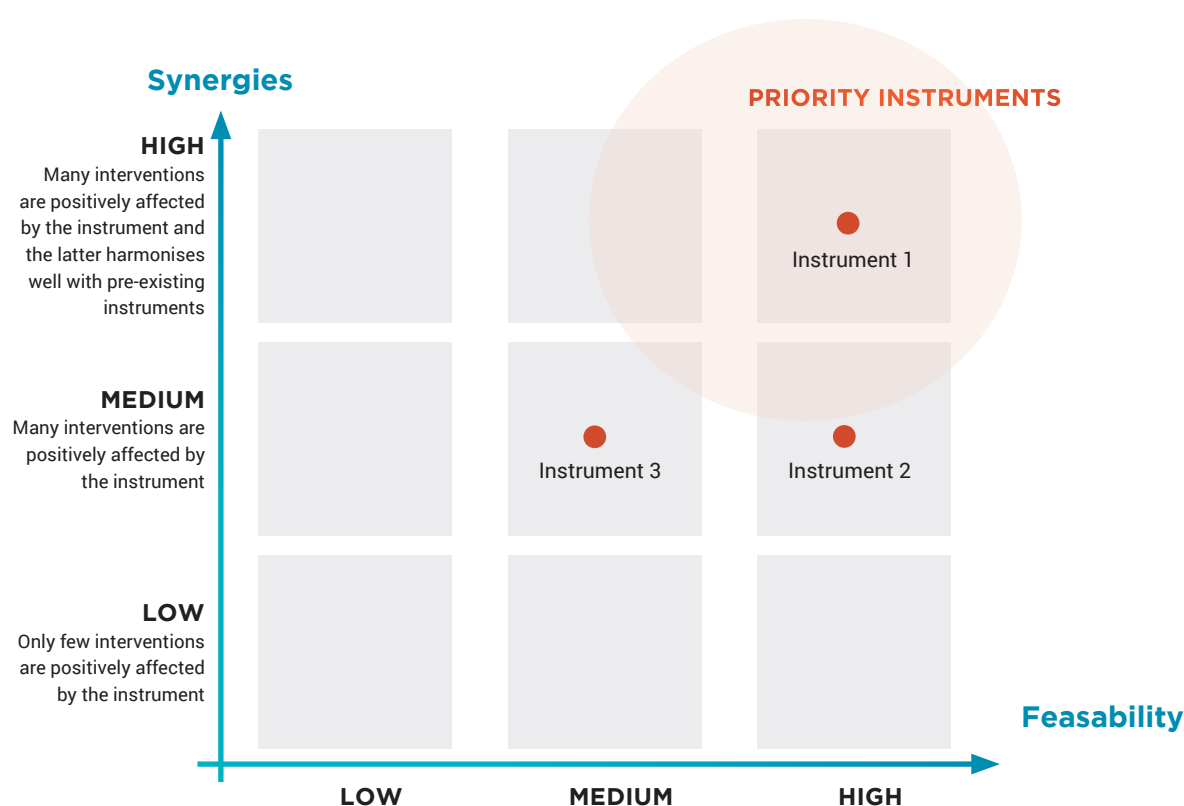 Synergies
PRIORITY INSTRUMENTS
HIGH
Many interventions
are positively affected
by the instrument and
the latter harmonises
well with pre-existing
instruments
Instrument 1
MEDIUM
Many interventions are
positively affected by
the instrument
Instrument 3
Instrument 2
LOW
Only few interventions
are positively affected
by the instrument
Feasability
LOW
MEDIUM
HIGH